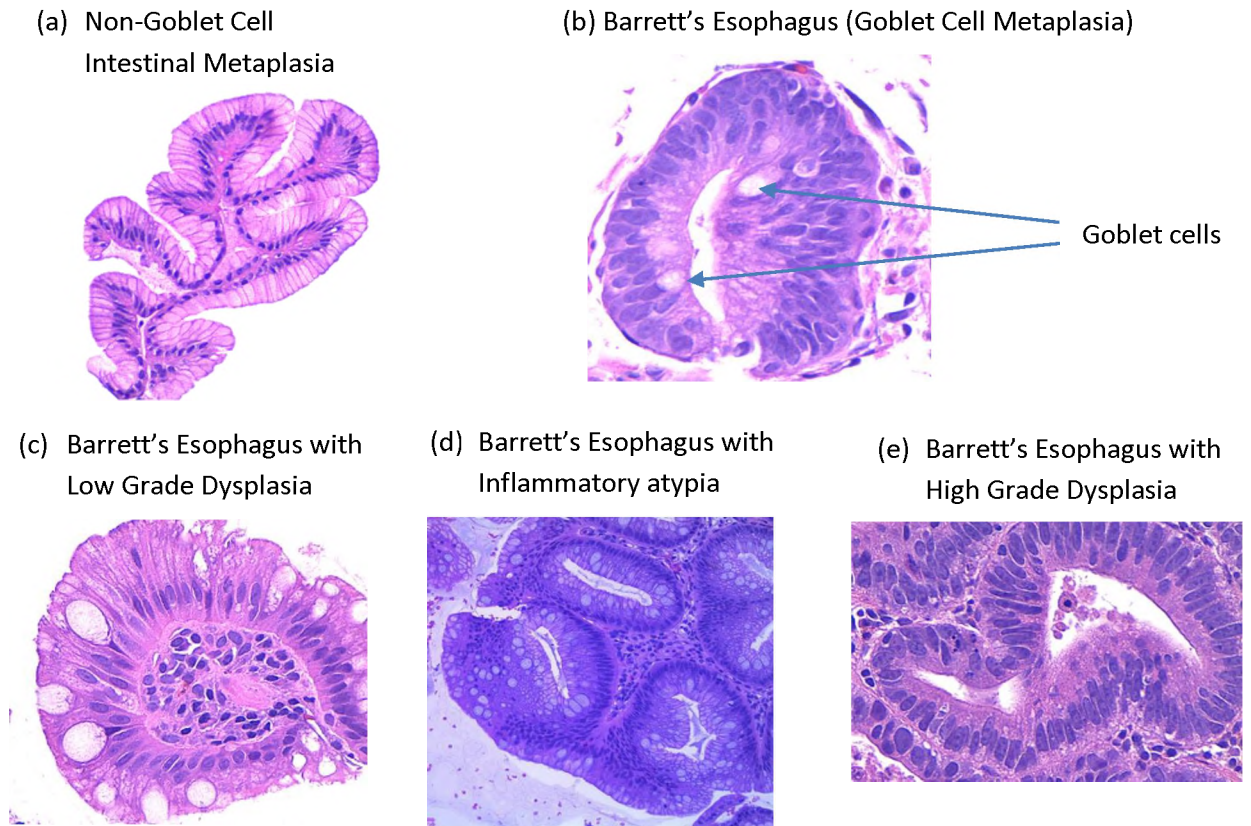 (a) Non-Goblet Cell
Intestinal Metaplasia
(b) Barrett’s Esophagus (Goblet Cell Metaplasia)
Goblet cells
(c) Barrett’s Esophagus with
Low Grade Dysplasia
(d) Barrett’s Esophagus with
Inflammatory atypia
(e) Barrett’s Esophagus with
High Grade Dysplasia